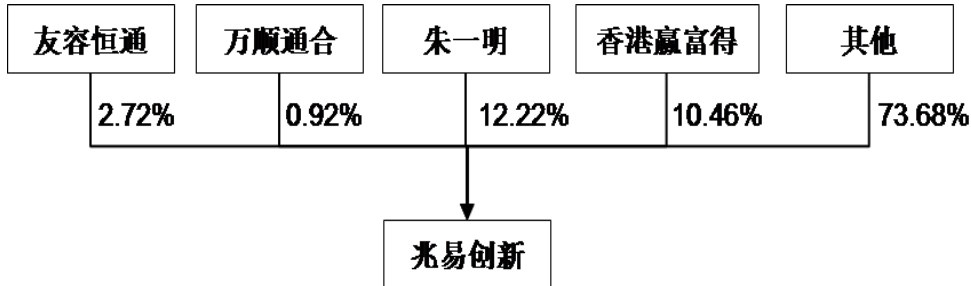 友容恒通
万顺通合
朱一明
香港赢富得
其他
2.72%
0.92%
12.22%
10.46%
73.68%
兆易创新